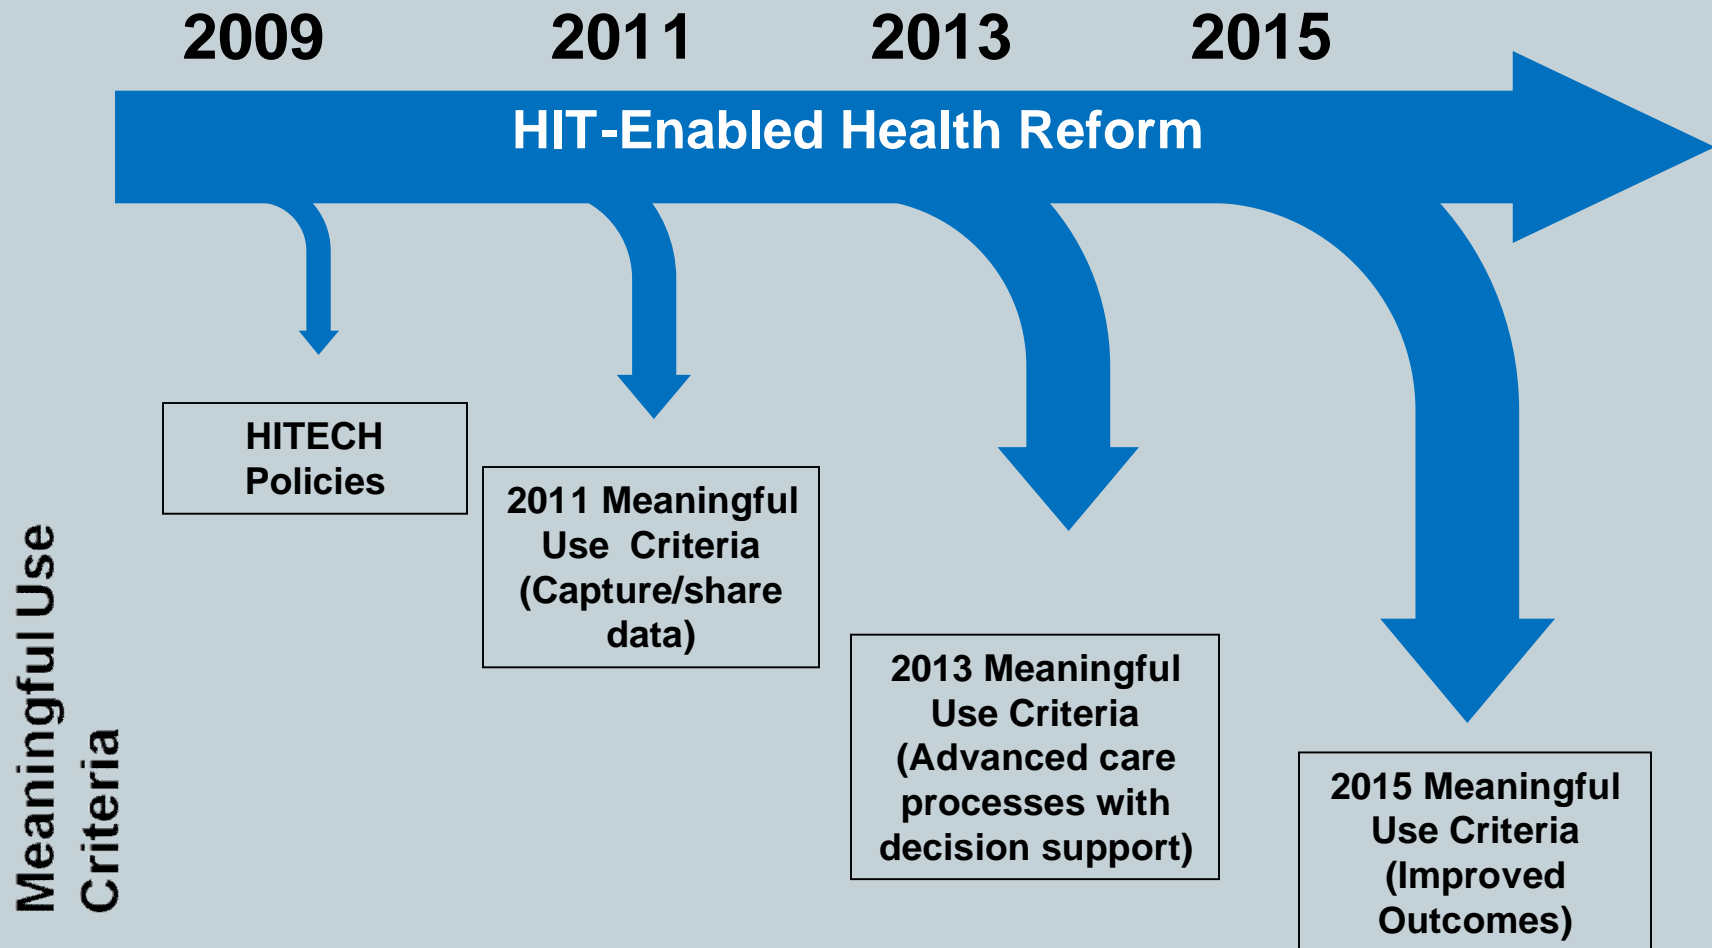 2009 2011 2013 2015
HIT-Enabled Health Reform
HITECH
Policies
2011 Meaningful
Use Criteria
(Capture/share
data)
2013 Meaningful
Use Criteria
(Advanced care
processes with
decision support)
2015 Meaningful
Use Criteria
(Improved
Outcomes)
Meaningful Use
Criteria